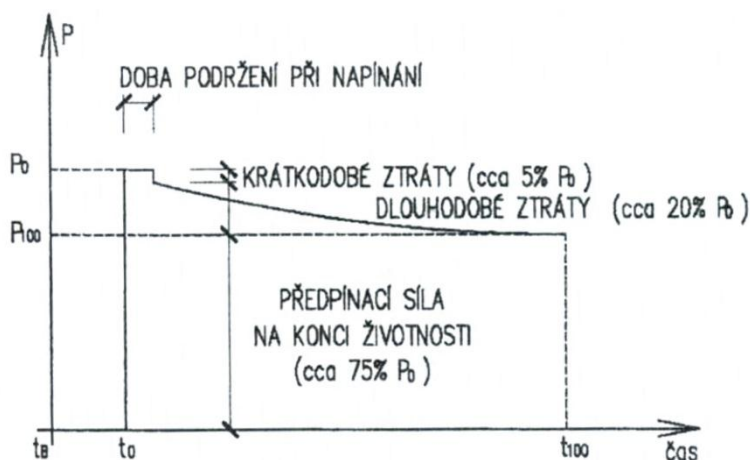 P
DOBA PODRŽENÍ PŘI NAPÍNÁNÍ
P0
KRÁTKODOBÉ ZTRÁTY (cca 5% P0)
DLOUHODOBÉ ZTRÁTY (cca 20% P0)
P100
PŘEDPÍNACÍ SÍLA
NA KONCI ŽIVOTNOSTI
(cca 75% P0)
tB
t0
t100
čas